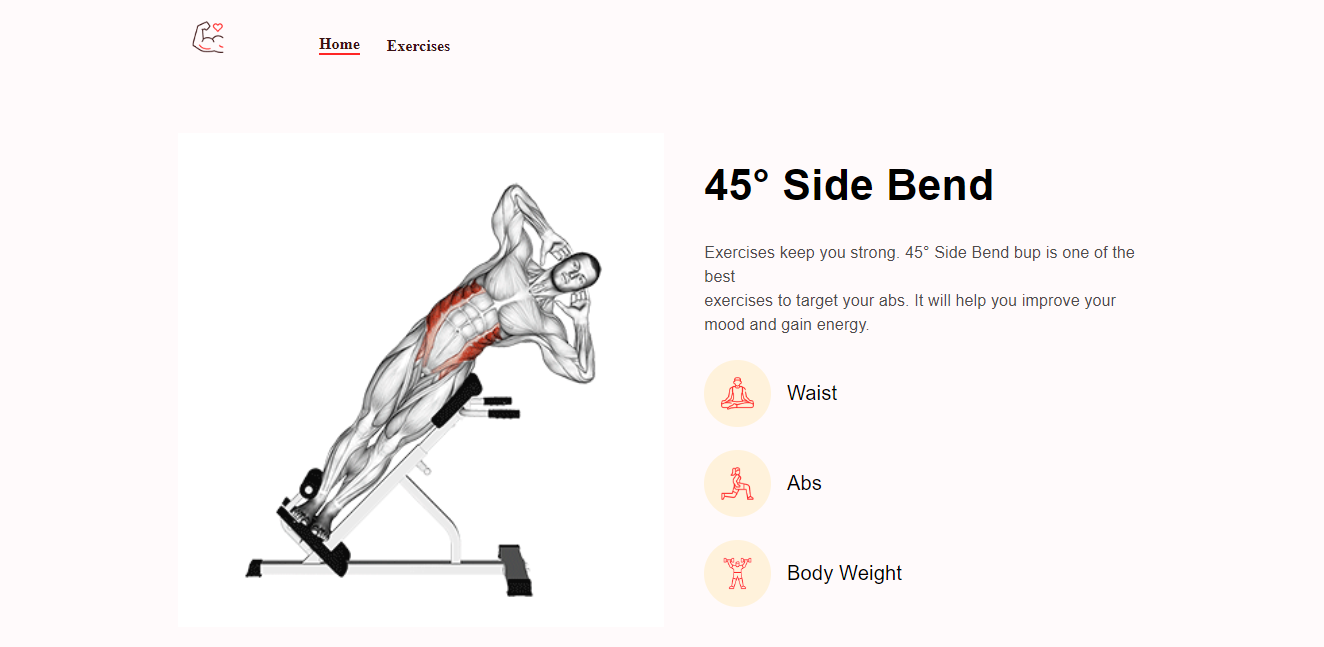 Home
Exercises
45° Side Bend
Exercises keep you strong. 45° Side Bend bup is one of the
best
exercises to target your abs. It will help you improve your
mood and gain energy.
Waist
Abs
Body Weight